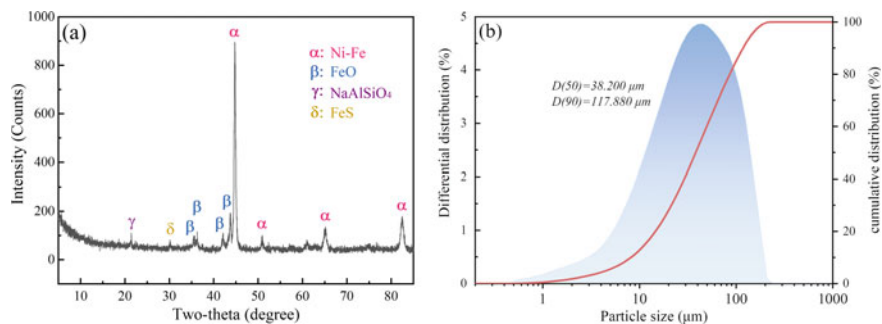 (a)
1000
800
600
400
200
0
Intensity (Counts)
α
α: Ni-Fe
β: FeO
γ: NaAlSiO₄
δ: FeS
γ
δ
β
β
β
β
α
α
α
10
20
30
40
50
60
70
80
Two-theta (degree)
(b)
5
4
3
2
1
0
Differential distribution (%)
D(50)=38.200 μm
D(90)=117.880 μm
100
80
60
40
20
0
cumulative distribution (%)
1
10
100
1000
Particle size (μm)